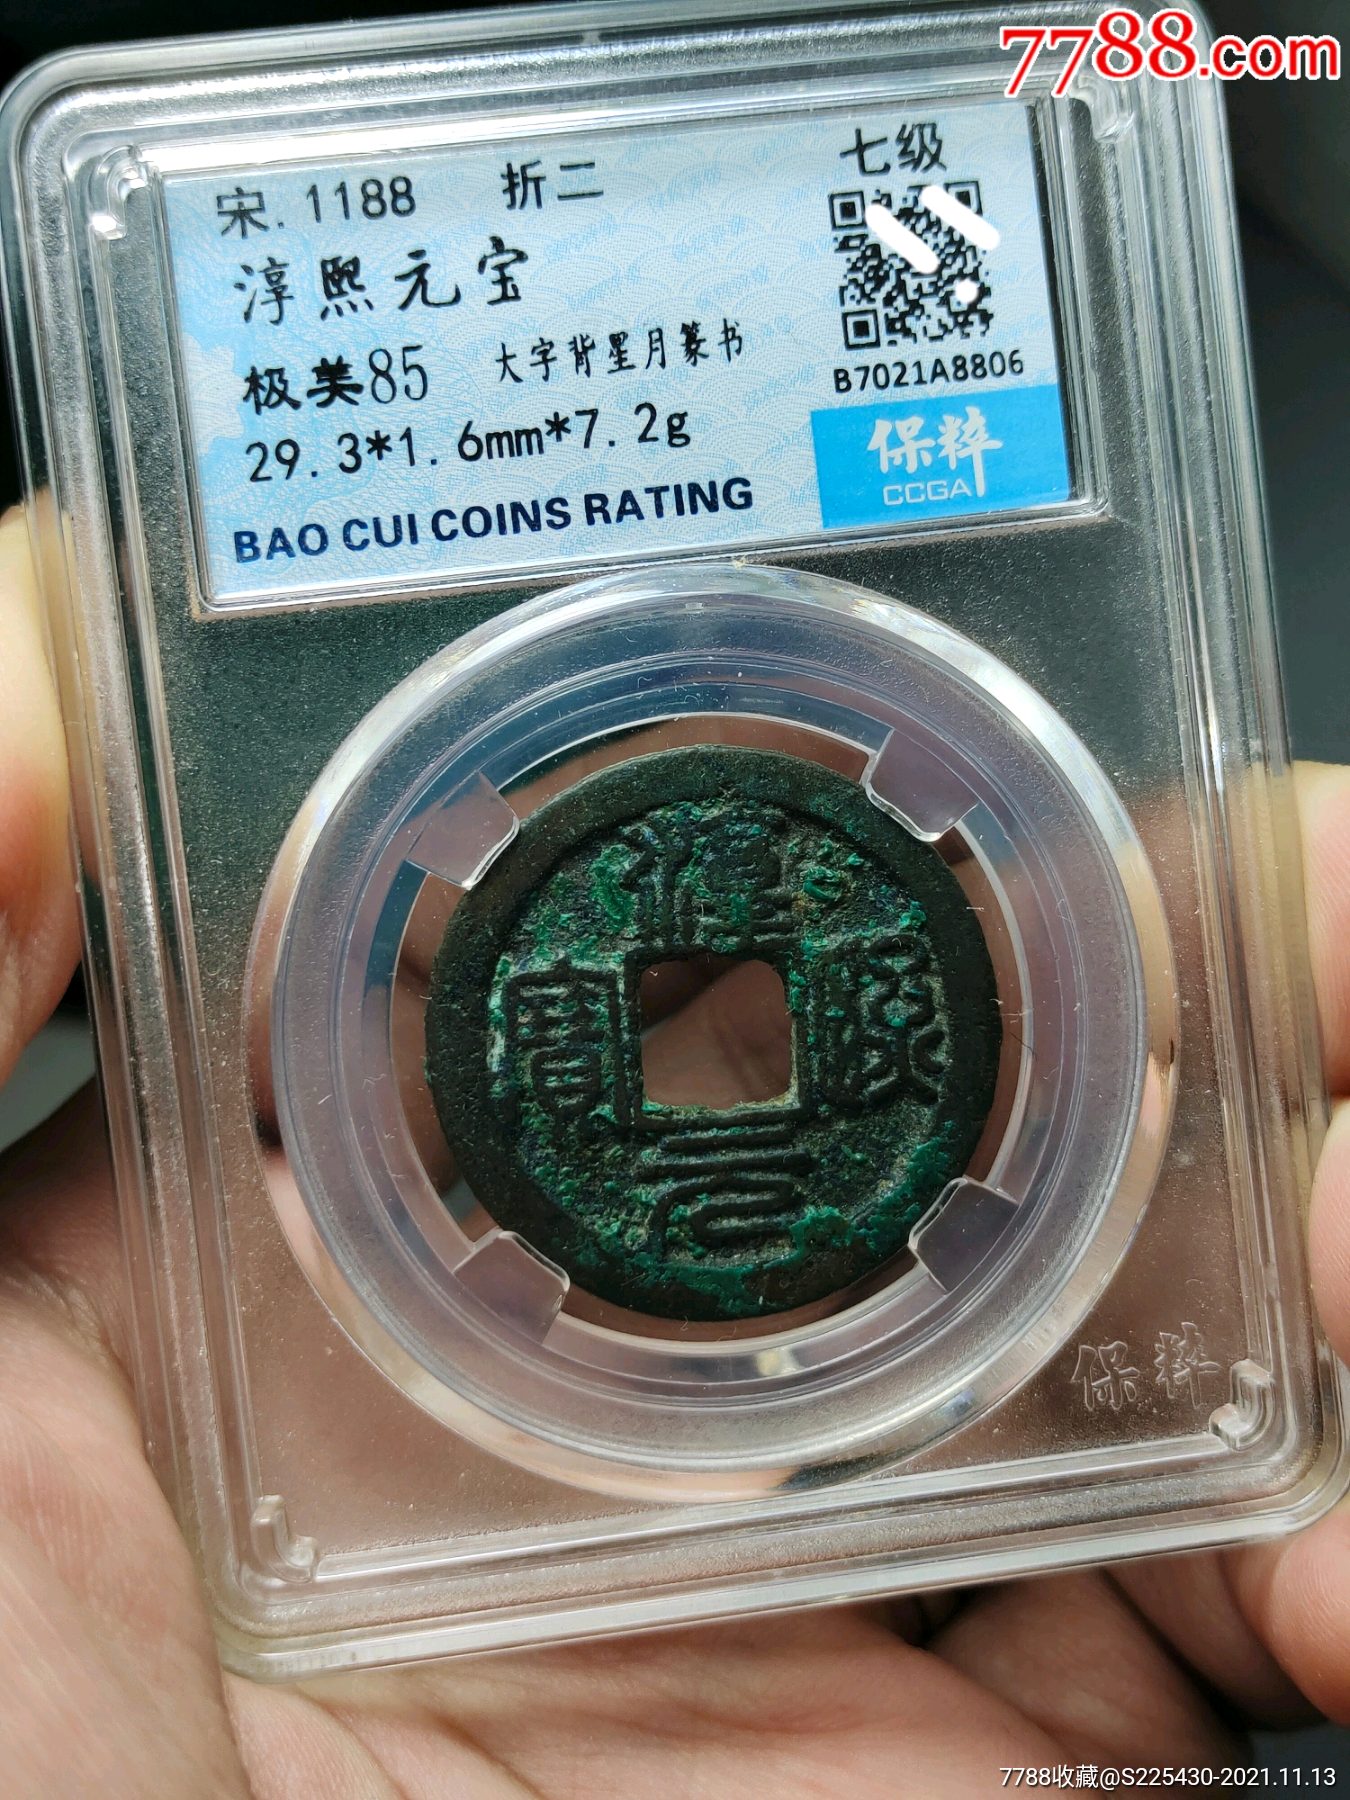 7788.com
宋.1188 折二
七级
淳熙元宝
极美85 大字背星月篆书
29.3*1.6mm*7.2g
BAO CUI COINS RATING
B7021A8806
保粹
CCGA
淳熙元寶
保粹
7788收藏@S225430-2021.11.13